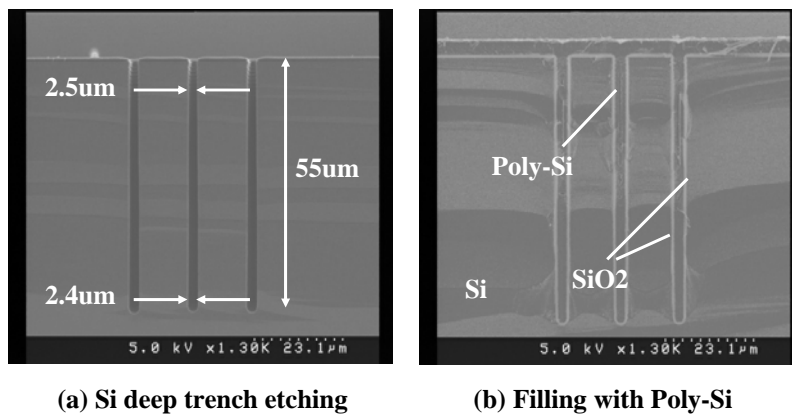 2.5um
55um
2.4um
5.0 kV x1.30K 23.1µm
Poly-Si
SiO2
Si
5.0 kV x1.30K 23.1µm
(a) Si deep trench etching
(b) Filling with Poly-Si